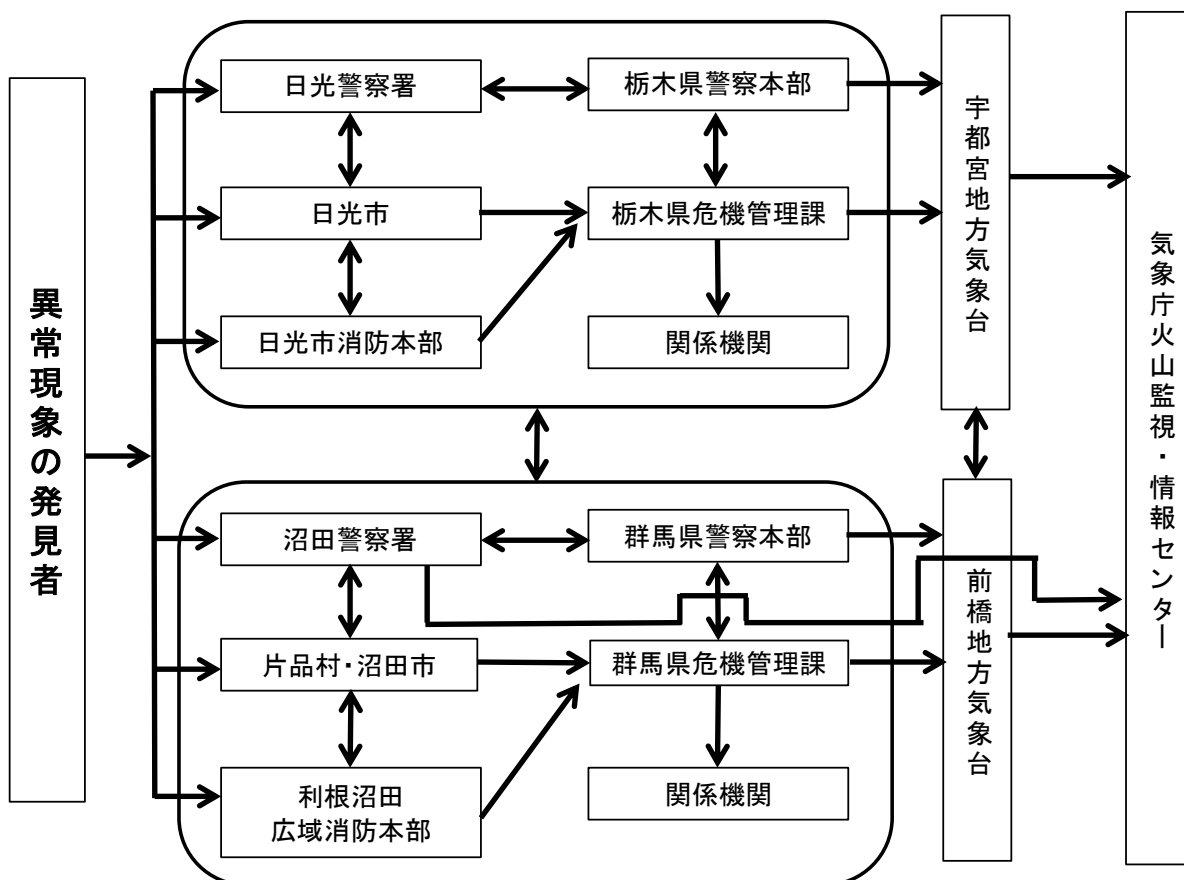 異常現象の発見者
日光警察署
栃木県警察本部
日光市
栃木県危機管理課
日光市消防本部
関係機関
宇都宮地方気象台
沼田警察署
群馬県警察本部
片品村・沼田市
群馬県危機管理課
利根沼田
広域消防本部
関係機関
前橋地方気象台
気象庁火山監視・情報センター